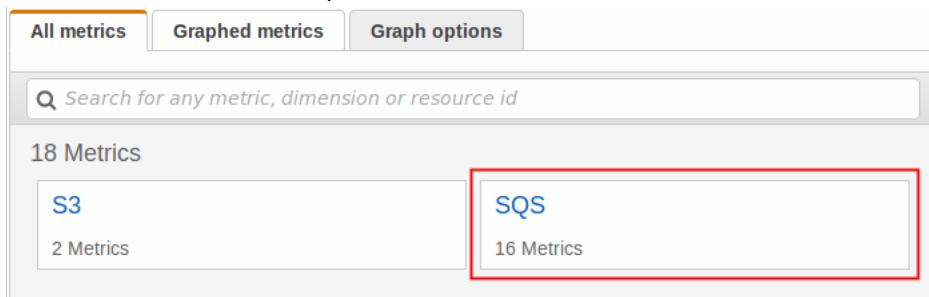 All metrics Graphed metrics Graph options
Search for any metric, dimension or resource id
18 Metrics
S3 SQS
2 Metrics 16 Metrics